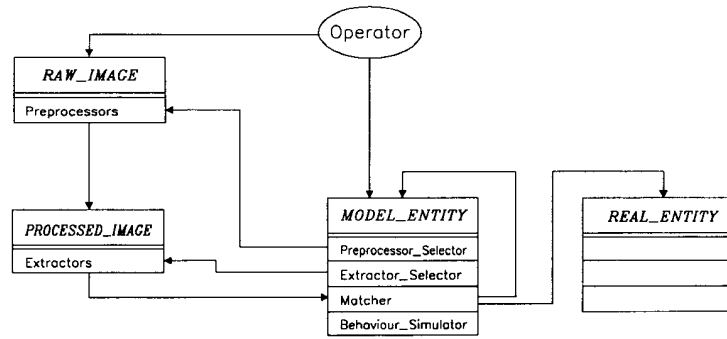 Operator
RAW_IMAGE
Preprocessors
PROCESSED_IMAGE
Extractors
MODEL_ENTITY
Preprocessor_Selector
Extractor_Selector
Matcher
Behaviour_Simulator
REAL_ENTITY